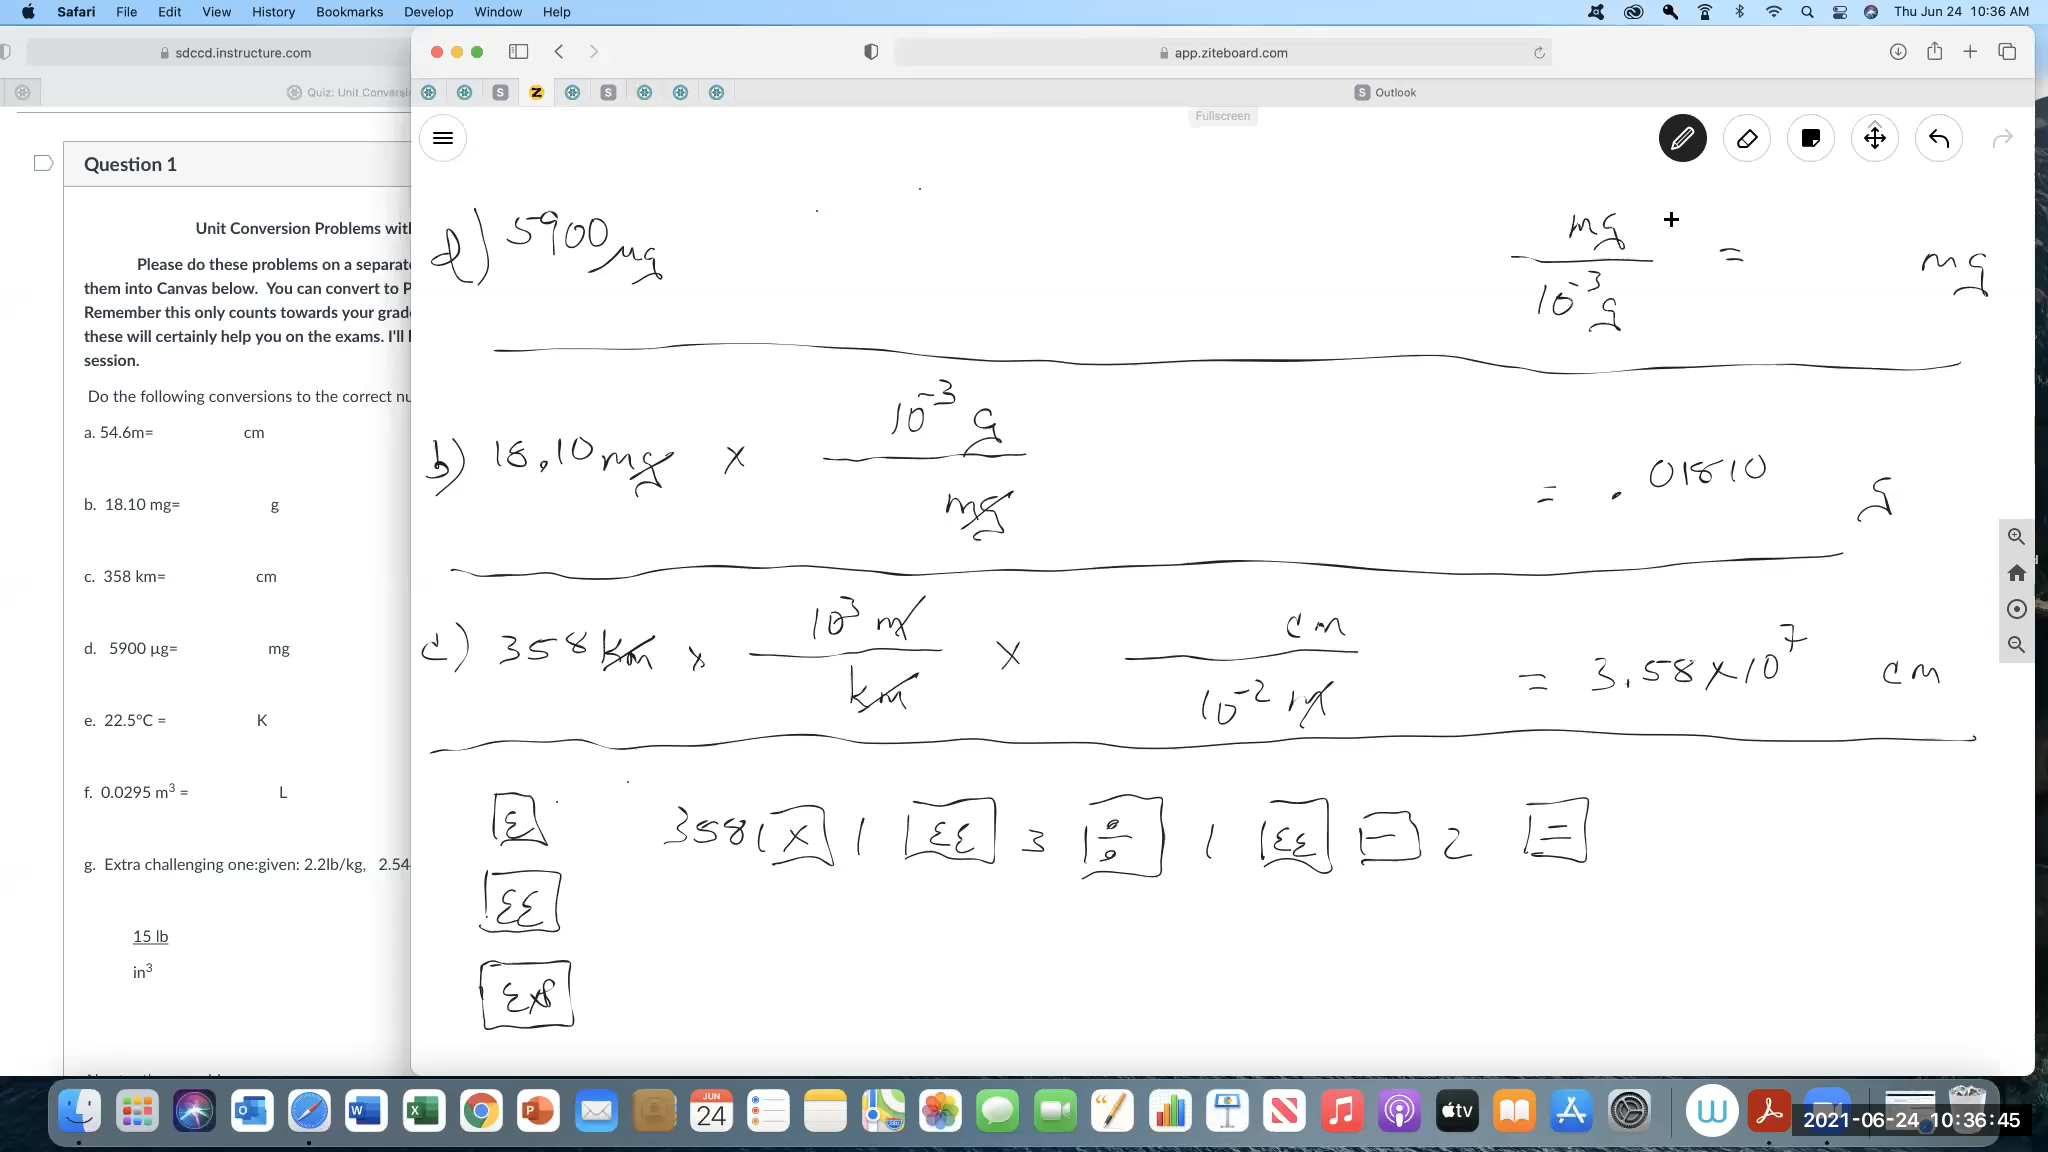 Safari File Edit View History Bookmarks Develop Window Help Thu Jun 24 10:36 AM
sdccd.instructure.com
app.ziteboard.com
Quiz: Unit Conversi
S
Z
S
S Outlook
Fullscreen
Question 1
Unit Conversion Problems wit
Please do these problems on a separat
them into Canvas below. You can convert to P
Remember this only counts towards your grad
these will certainly help you on the exams. I'll
session.
Do the following conversions to the correct nu
a. 54.6m= cm
b. 18.10 mg= g
c. 358 km= cm
d. 5900 µg= mg
e. 22.5°C = K
f. 0.0295 m³ = L
g. Extra challenging one:given: 2.2lb/kg, 2.54
15 lb
in³
d) 5900 µg mg = mg
10⁻³ g
10⁻³ g
b) 18.10 mg x = .01810 g
mg
10³ m cm
c) 358 km x x = 3.58 x 10⁷ cm
km 10⁻² m
E 358 x 1 EE 3 ÷ 1 EE - 2 =
EE
EXP
JUN
24
tv
2021-06-24 10:36:45